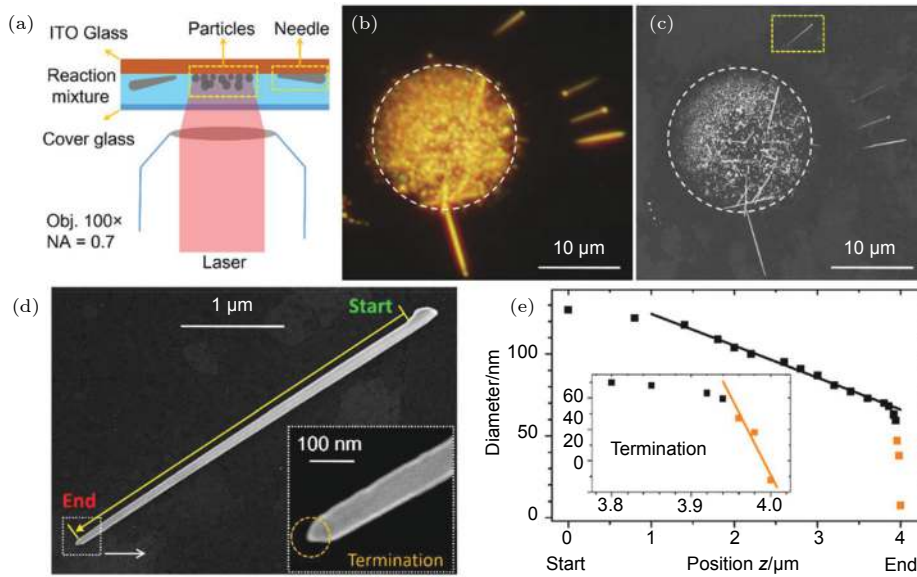 (a)
ITO Glass
Particles
Needle
Reaction
mixture
Cover glass
Obj. 100×
NA = 0.7
Laser
(b)
10 μm
(c)
10 μm
(d)
1 μm
Start
End
100 nm
Termination
(e)
Diameter/nm
100
50
0
60
40
20
0
Termination
3.8
3.9
4.0
0
1
2
3
4
Start
Position z/μm
End